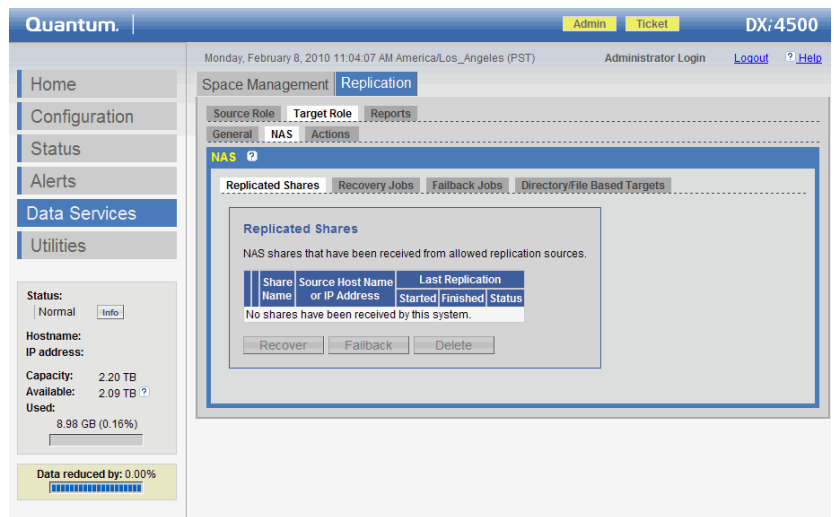 Quantum.
Admin Ticket
DXi4500
Monday, February 8, 2010 11:04:07 AM America/Los_Angeles (PST)
Administrator Login
Logout
? Help
Home
Configuration
Status
Alerts
Data Services
Utilities
Status:
Normal Info
Hostname:
IP address:
Capacity: 2.20 TB
Available: 2.09 TB ?
Used:
8.98 GB (0.16%)
Data reduced by: 0.00%
Space Management Replication
Source Role Target Role Reports
General NAS Actions
NAS ?
Replicated Shares Recovery Jobs Failback Jobs Directory/File Based Targets
Replicated Shares
NAS shares that have been received from allowed replication sources.
Share Name
Source Host Name or IP Address
Last Replication
Started Finished Status
No shares have been received by this system.
Recover Failback Delete